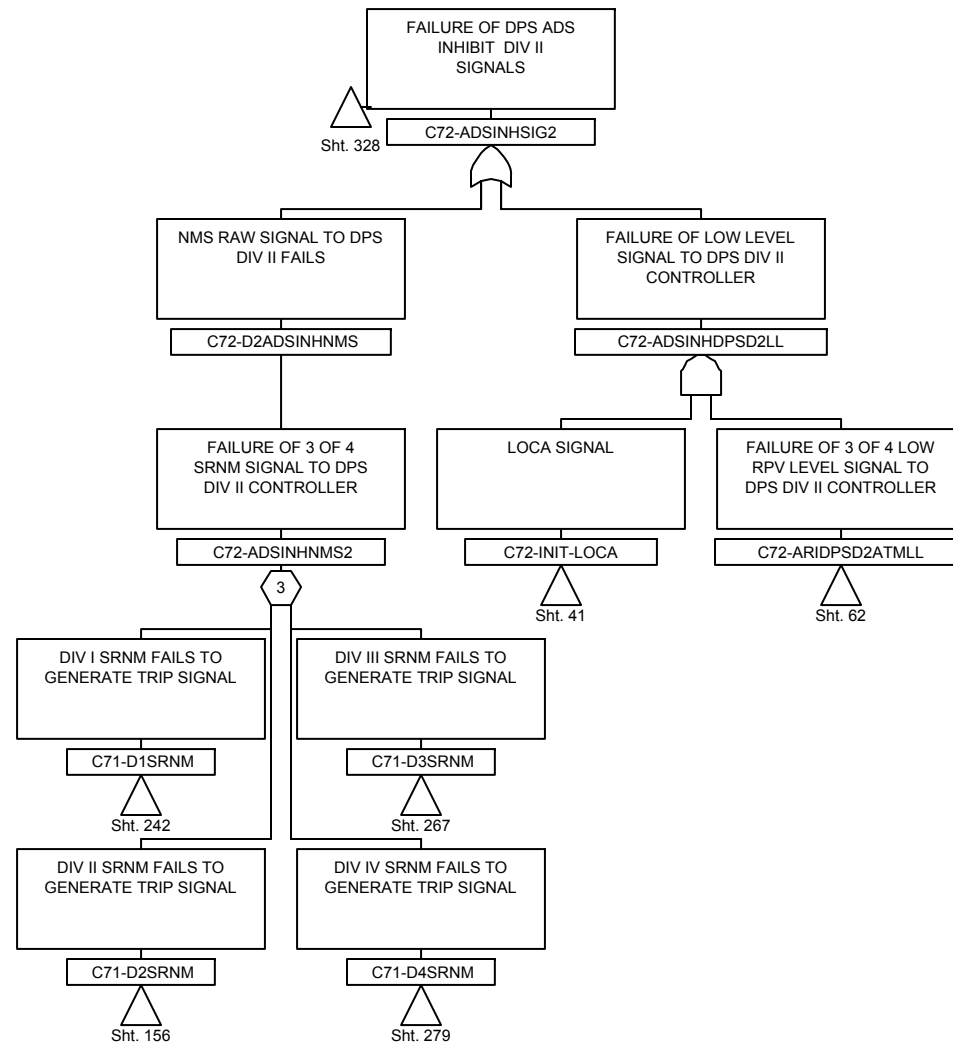 FAILURE OF DPS ADS
INHIBIT DIV II
SIGNALS
Sht. 328
C72-ADSINHSIG2
NMS RAW SIGNAL TO DPS
DIV II FAILS
C72-D2ADSINHNMS
FAILURE OF LOW LEVEL
SIGNAL TO DPS DIV II
CONTROLLER
C72-ADSINHDPSD2LL
FAILURE OF 3 OF 4
SRNM SIGNAL TO DPS
DIV II CONTROLLER
C72-ADSINHNMS2
3
LOCA SIGNAL
C72-INIT-LOCA
Sht. 41
FAILURE OF 3 OF 4 LOW
RPV LEVEL SIGNAL TO
DPS DIV II CONTROLLER
C72-ARIDPSD2ATMLL
Sht. 62
DIV I SRNM FAILS TO
GENERATE TRIP SIGNAL
C71-D1SRNM
Sht. 242
DIV III SRNM FAILS TO
GENERATE TRIP SIGNAL
C71-D3SRNM
Sht. 267
DIV II SRNM FAILS TO
GENERATE TRIP SIGNAL
C71-D2SRNM
Sht. 156
DIV IV SRNM FAILS TO
GENERATE TRIP SIGNAL
C71-D4SRNM
Sht. 279